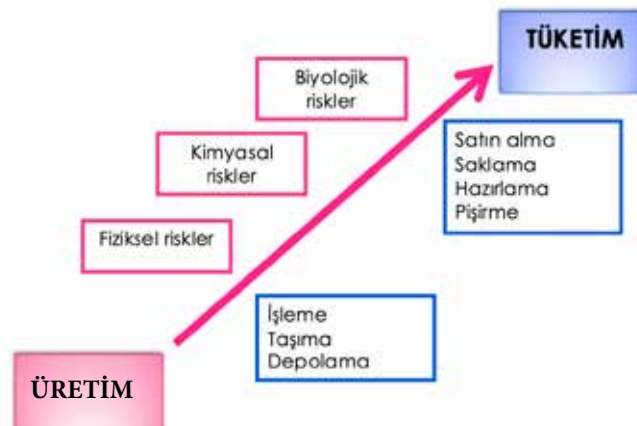 TÜKETİM
Biyolojik
riskler
Kimyasal
riskler
Fiziksel riskler
Satın alma
Saklama
Hazırlama
Pişirme
İşleme
Taşıma
Depolama
ÜRETİM